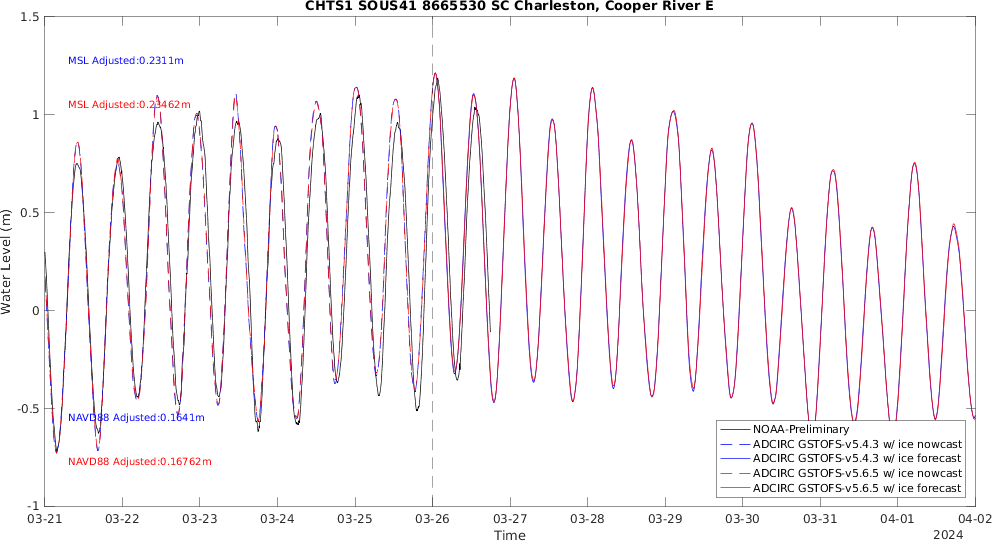 CHTS1 SOUS41 8665530 SC Charleston, Cooper River E
1.5
MSL Adjusted:0.2311m
MSL Adjusted:0.23462m
1
0.5
Water Level (m)
0
-0.5
NAVD88 Adjusted:0.1641m
NAVD88 Adjusted:0.16762m
-1
NOAA-Preliminary
ADCIRC GSTOFS-v5.4.3 w/ ice nowcast
ADCIRC GSTOFS-v5.4.3 w/ ice forecast
ADCIRC GSTOFS-v5.6.5 w/ ice nowcast
ADCIRC GSTOFS-v5.6.5 w/ ice forecast
03-21 03-22 03-23 03-24 03-25 03-26 03-27 03-28 03-29 03-30 03-31 04-01 04-02
Time
2024